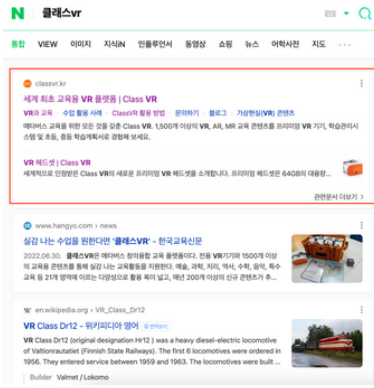 N 클래스vr
통합 VIEW 이미지 지식iN 인플루언서 동영상 쇼핑 뉴스 어학사전 지도 ···
classvr.kr
세계 최초 교육용 VR 플랫폼 | Class VR
VR과 교육 · 수업 활용 사례 · ClassVR 활용 방법 · 문의하기 · 블로그 · 가상현실(VR) 콘텐츠
메타버스 교육을 위한 모든 것을 갖춘 Class VR. 1,500개 이상의 VR, AR, MR 교육 콘텐츠를 프리미엄 VR 기기, 학습관리시
스템 및 초등, 중등 학습계획서로 경험해 보세요.
VR 헤드셋 | Class VR
세계적으로 인정받은 Class VR의 새로운 프리미엄 VR 헤드셋을 소개합니다. 프리미엄 헤드셋은 64GB의 대용량...
관련문서 더보기 >
www.hangyo.com › news
실감 나는 수업을 원한다면 '클래스VR' - 한국교육신문
2022.06.30. 클래스VR은 메타버스 창의융합 교육 플랫폼이다. 전용 VR기기와 1500개 이상
의 교육용 콘텐츠를 통해 실감 나는 교육활동을 지원한다. 예술, 과학, 지리, 역사, 수학, 음악, 특수
교육 등 21개 영역에 이르는 다양성으로 활용 폭이 넓고, 매년 200개 이상의 신규 콘텐츠가 추...
W en.wikipedia.org › VR_Class_Dr12
VR Class Dr12 - 위키피디아 영어 번역보기
VR Class Dr12 (original designation Hr12 ) was a heavy diesel-electric locomotive
of Valtionrautatiet (Finnish State Railways). The first 6 locomotives were ordered in
1956. They entered service between 1959 and 1963. The locomotives were built ...
Builder Valmet / Lokomo